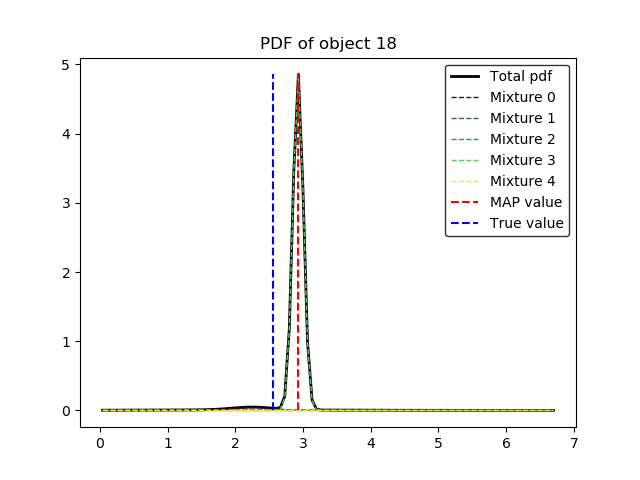 PDF of object 18
5
4
3
2
1
0
0 1 2 3 4 5 6 7
Total pdf
Mixture 0
Mixture 1
Mixture 2
Mixture 3
Mixture 4
MAP value
True value